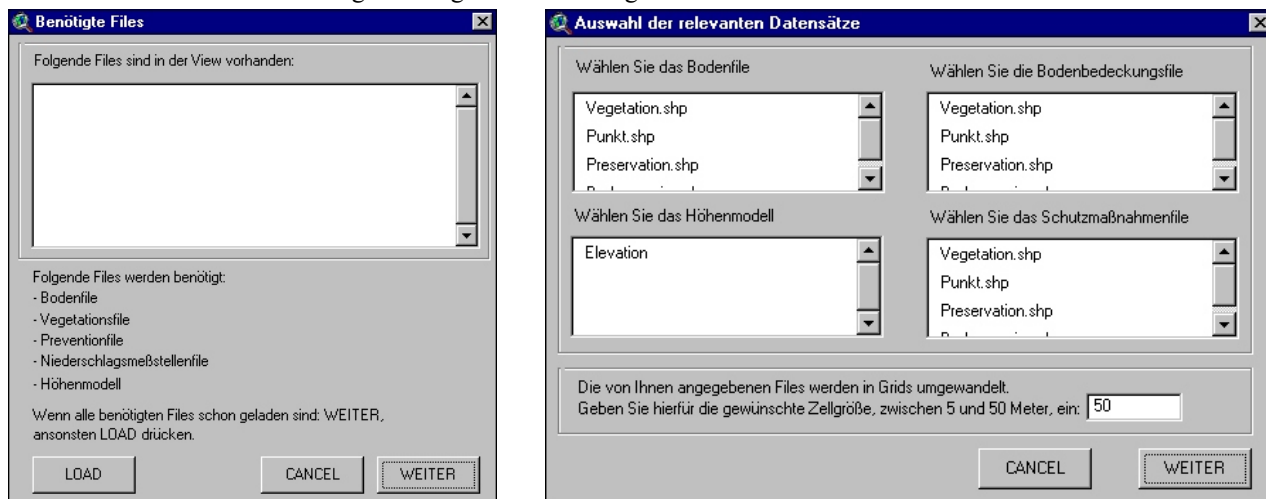 Benötigte Files
Folgende Files sind in der View vorhanden:
Folgende Files werden benötigt:
- Bodenfile
- Vegetationsfile
- Preventionfile
- Niederschlagsmeßstellenfile
- Höhenmodell
Wenn alle benötigten Files schon geladen sind: WEITER,
ansonsten LOAD drücken.
LOAD
CANCEL
WEITER
Auswahl der relevanten Datensätze
Wählen Sie das Bodenfile
Vegetation.shp
Punkt.shp
Preservation.shp
Wählen Sie die Bodenbedeckungsfile
Vegetation.shp
Punkt.shp
Preservation.shp
Wählen Sie das Höhenmodell
Elevation
Wählen Sie das Schutzmaßnahmenfile
Vegetation.shp
Punkt.shp
Preservation.shp
Die von Ihnen angegebenen Files werden in Grids umgewandelt.
Geben Sie hierfür die gewünschte Zellgröße, zwischen 5 und 50 Meter, ein: 50
CANCEL
WEITER